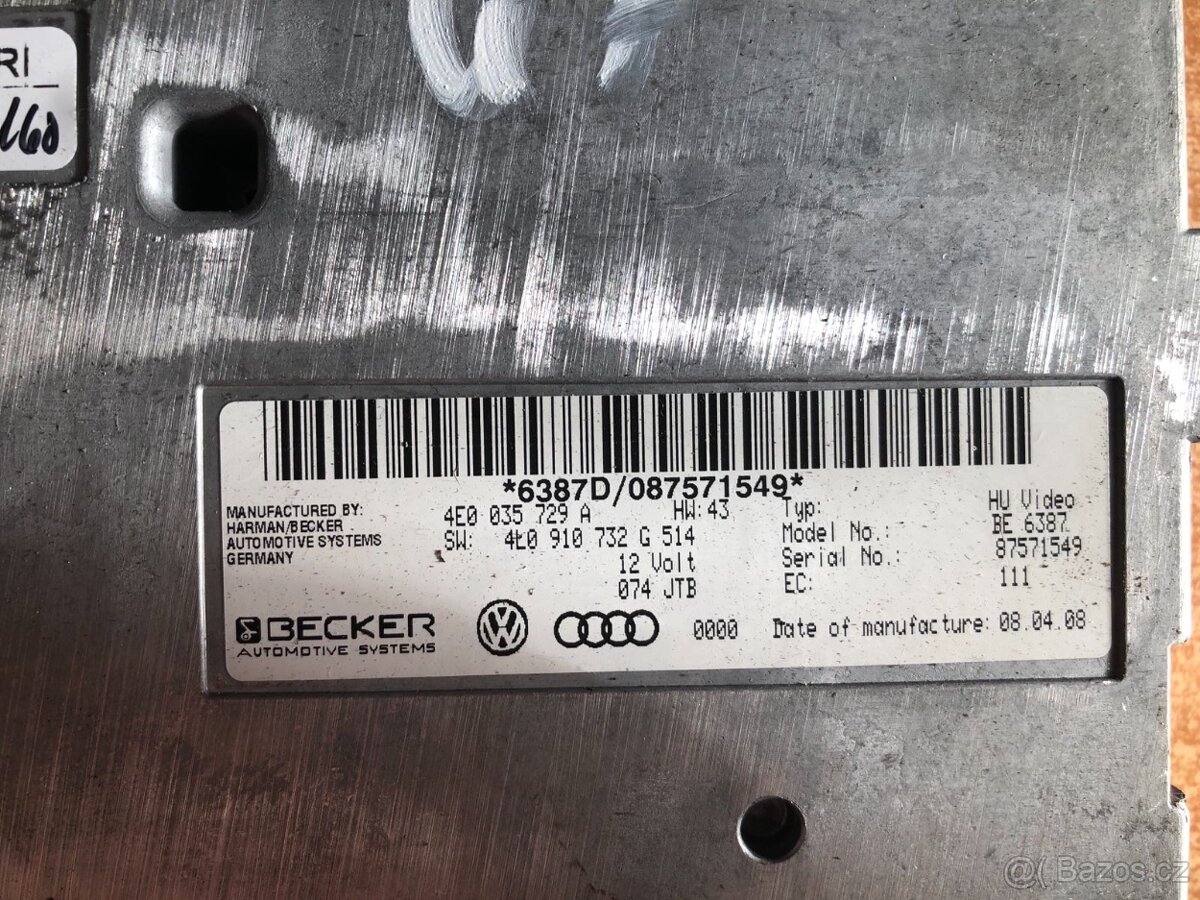 RI
*6387D/087571549*
MANUFACTURED BY:
HARMAN/BECKER
AUTOMOTIVE SYSTEMS
GERMANY
4E0 035 729 A HW:43
SW: 4L0 910 732 G 514
12 Volt
074 JTB
Typ: HU Video
Model No.: BE 6387
Serial No.: 87571549
EC: 111
BECKER
AUTOMOTIVE SYSTEMS
VW
0000 Date of manufacture: 08.04.08
@( Bazos.cz